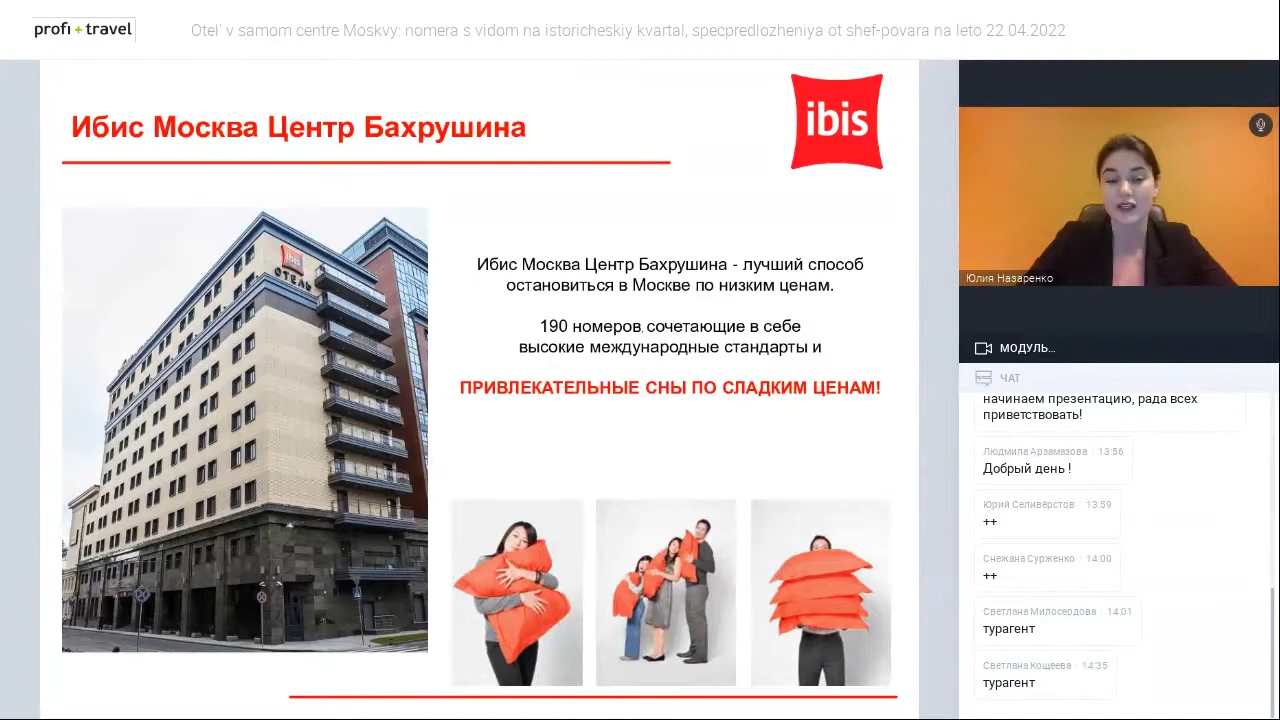 profi + travel
Otel' v samom centre Moskvy: nomera s vidom na istoricheskiy kvartal, specpredlozheniya ot shef-povara na leto 22.04.2022
Ибис Москва Центр Бахрушина
ibis
ibis
ОТЕЛЬ
Ибис Москва Центр Бахрушина - лучший способ
остановиться в Москве по низким ценам.
190 номеров, сочетающие в себе
высокие международные стандарты и
ПРИВЛЕКАТЕЛЬНЫЕ СНЫ ПО СЛАДКИМ ЦЕНАМ!
Юлия Назаренко
МОДУЛЬ...
ЧАТ
начинаем презентацию, рада всех
приветствовать!
Людмила Арзамазова 13:56
Добрый день !
Юрий Селивёрстов 13:59
++
Снежана Сурженко 14:00
++
Светлана Милосердова 14:01
турагент
Светлана Кощеева 14:35
турагент